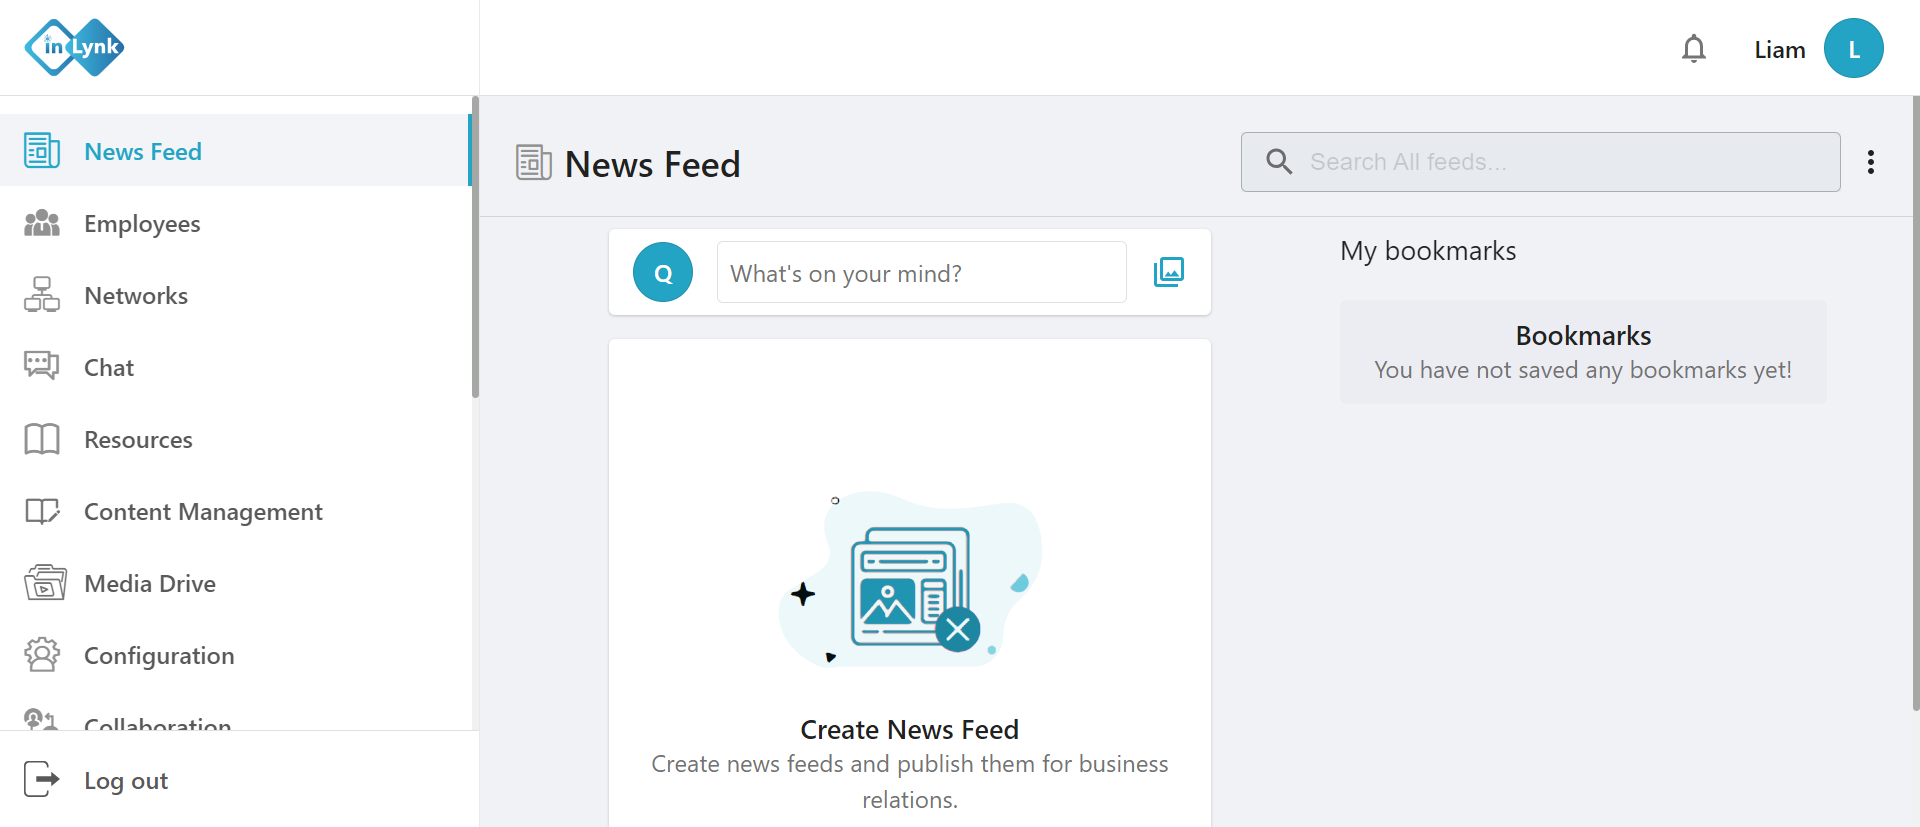 in Lynk
Liam
L
News Feed
Employees
Networks
Chat
Resources
Content Management
Media Drive
Configuration
Collaboration
Log out
News Feed
Search All feeds...
Q
What's on your mind?
Create News Feed
Create news feeds and publish them for business
relations.
My bookmarks
Bookmarks
You have not saved any bookmarks yet!